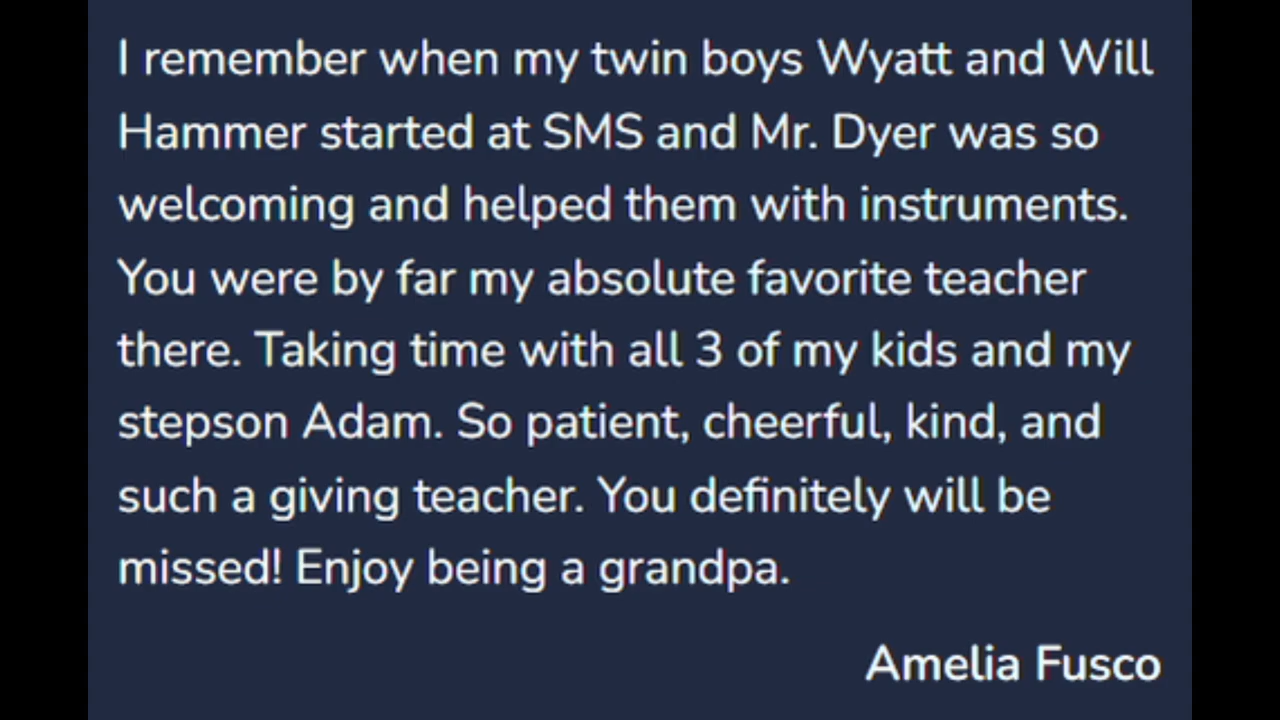 I remember when my twin boys Wyatt and Will
Hammer started at SMS and Mr. Dyer was so
welcoming and helped them with instruments.
You were by far my absolute favorite teacher
there. Taking time with all 3 of my kids and my
stepson Adam. So patient, cheerful, kind, and
such a giving teacher. You definitely will be
missed! Enjoy being a grandpa.
Amelia Fusco